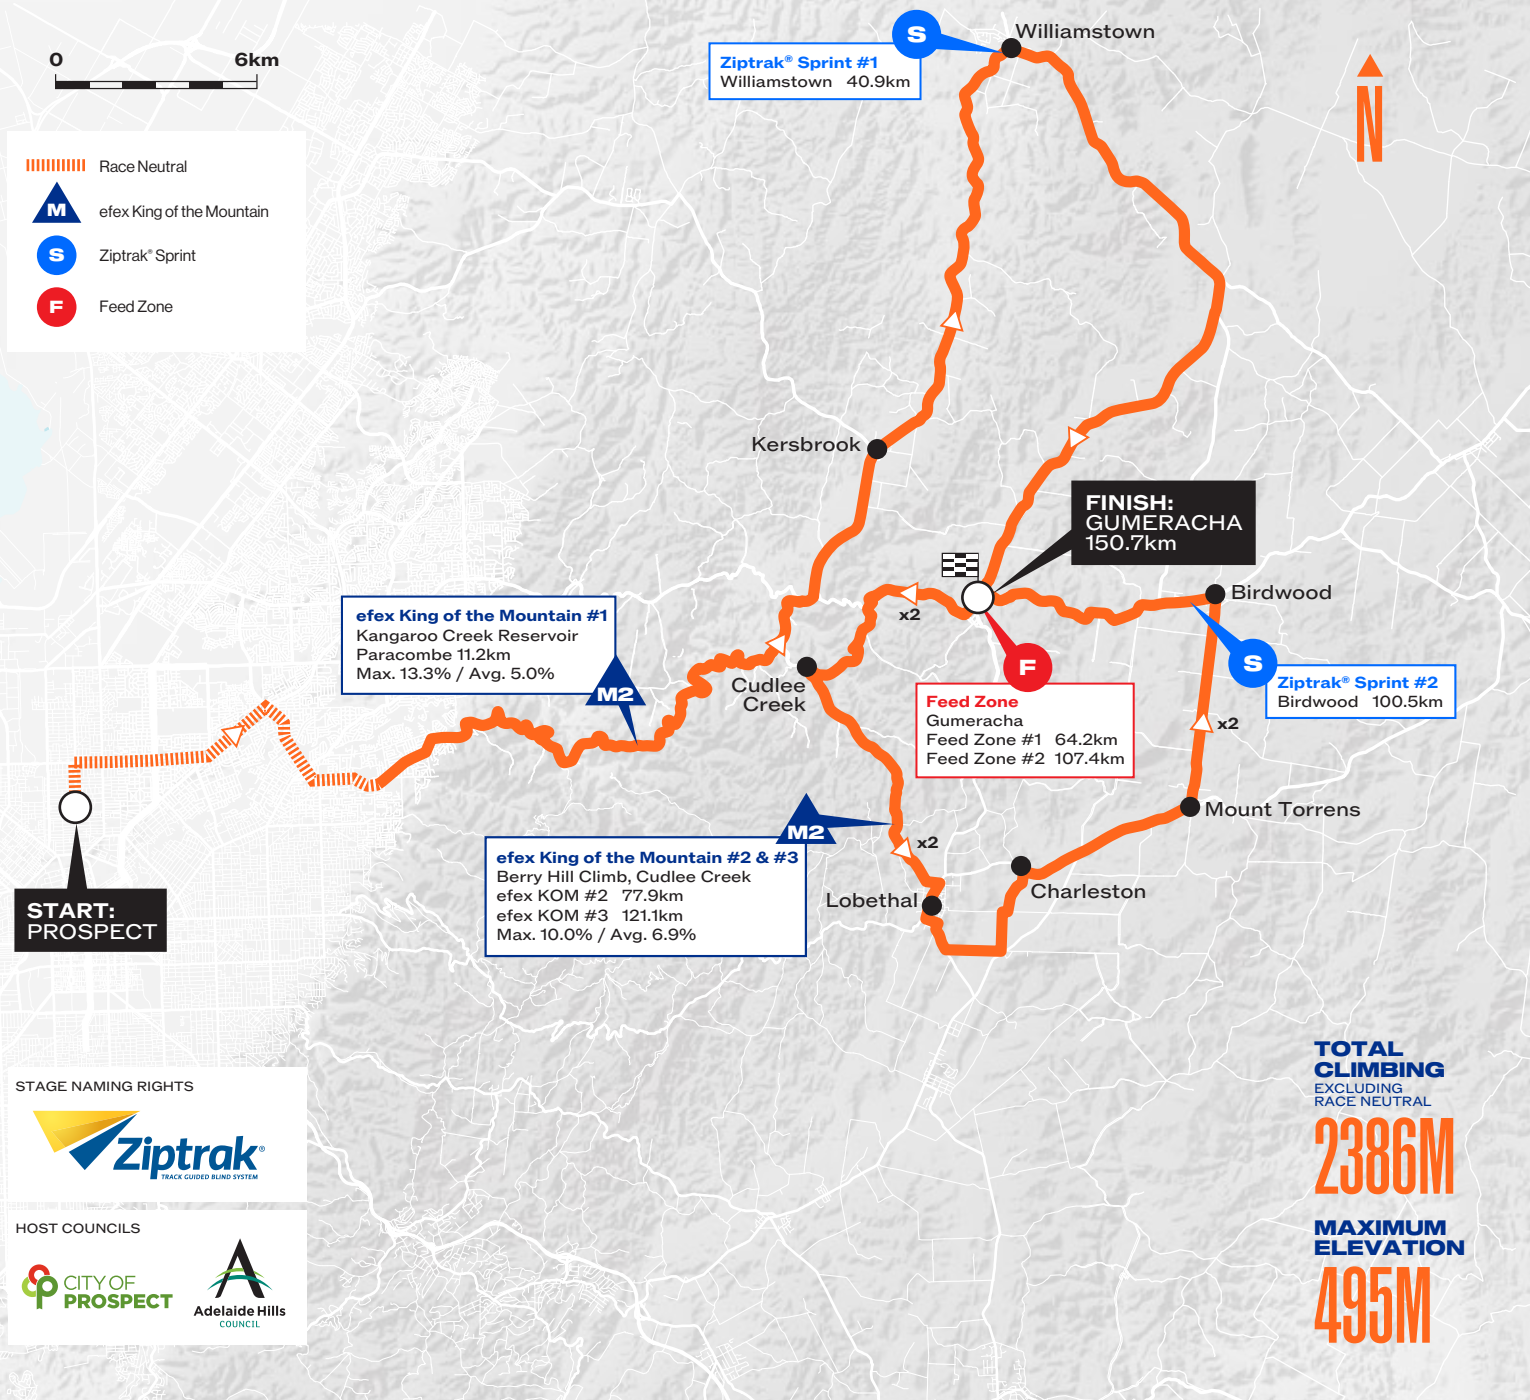 0 6km
Race Neutral
M
efex King of the Mountain
S
Ziptrak® Sprint
F
Feed Zone
S
Ziptrak® Sprint #1
Williamstown 40.9km
Williamstown
N
Kersbrook
FINISH:
GUMERACHA
150.7km
efex King of the Mountain #1
Kangaroo Creek Reservoir
Paracombe 11.2km
Max. 13.3% / Avg. 5.0%
M2
x2
Birdwood
Cudlee
Creek
F
Feed Zone
Gumeracha
Feed Zone #1 64.2km
Feed Zone #2 107.4km
S
Ziptrak® Sprint #2
Birdwood 100.5km
x2
START:
PROSPECT
M2
efex King of the Mountain #2 & #3
Berry Hill Climb, Cudlee Creek
efex KOM #2 77.9km
efex KOM #3 121.1km
Max. 10.0% / Avg. 6.9%
x2
Mount Torrens
Lobethal
Charleston
STAGE NAMING RIGHTS
Ziptrak®
TRACK GUIDED BLIND SYSTEM
HOST COUNCILS
CITY OF
PROSPECT
Adelaide Hills
COUNCIL
TOTAL
CLIMBING
EXCLUDING
RACE NEUTRAL
2386M
MAXIMUM
ELEVATION
495M